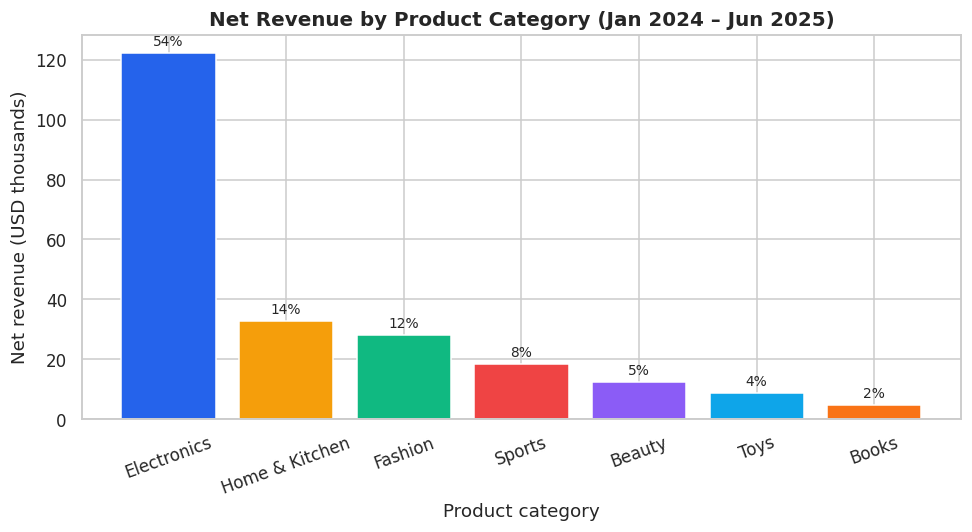 Net Revenue by Product Category (Jan 2024 – Jun 2025)
Net revenue (USD thousands)
120
100
80
60
40
20
0
54%
14%
12%
8%
5%
4%
2%
Electronics
Home & Kitchen
Fashion
Sports
Beauty
Toys
Books
Product category